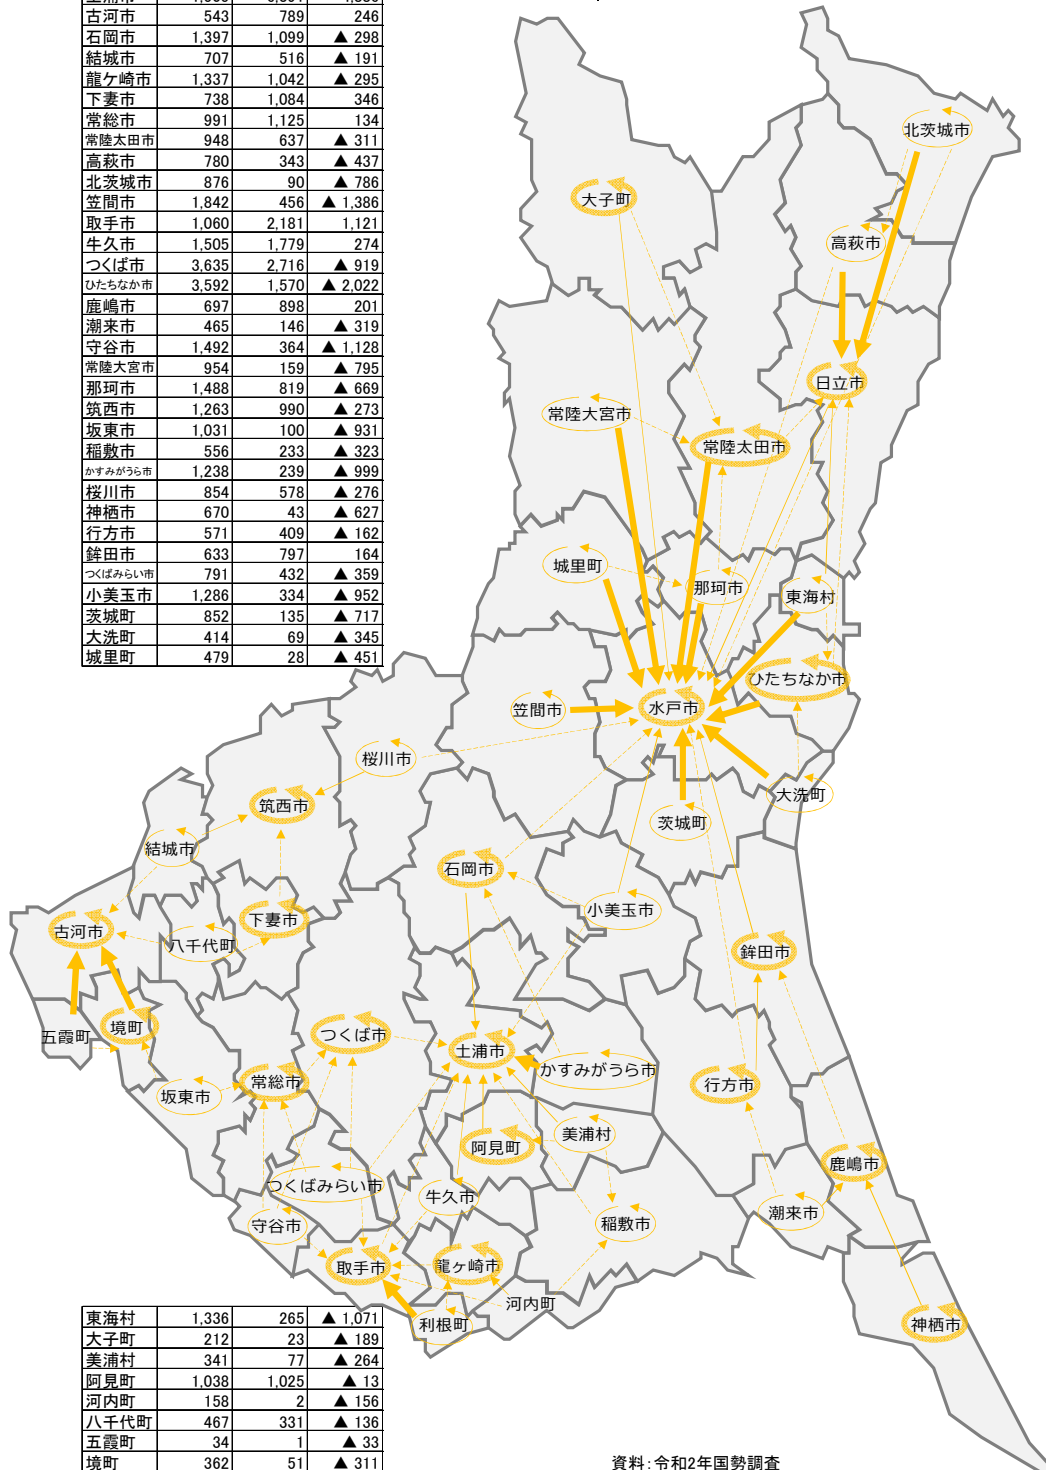 古河市 543 789 246
石岡市 1,397 1,099 ▲ 298
結城市 707 516 ▲ 191
龍ケ崎市 1,337 1,042 ▲ 295
下妻市 738 1,084 346
常総市 991 1,125 134
常陸太田市 948 637 ▲ 311
高萩市 780 343 ▲ 437
北茨城市 876 90 ▲ 786
笠間市 1,842 456 ▲ 1,386
取手市 1,060 2,181 1,121
牛久市 1,505 1,779 274
つくば市 3,635 2,716 ▲ 919
ひたちなか市 3,592 1,570 ▲ 2,022
鹿嶋市 697 898 201
潮来市 465 146 ▲ 319
守谷市 1,492 364 ▲ 1,128
常陸大宮市 954 159 ▲ 795
那珂市 1,488 819 ▲ 669
筑西市 1,263 990 ▲ 273
坂東市 1,031 100 ▲ 931
稲敷市 556 233 ▲ 323
かすみがうら市 1,238 239 ▲ 999
桜川市 854 578 ▲ 276
神栖市 670 43 ▲ 627
行方市 571 409 ▲ 162
鉾田市 633 797 164
つくばみらい市 791 432 ▲ 359
小美玉市 1,286 334 ▲ 952
茨城町 852 135 ▲ 717
大洗町 414 69 ▲ 345
城里町 479 28 ▲ 451
北茨城市
大子町
高萩市
日立市
常陸大宮市
常陸太田市
城里町
那珂市
東海村
ひたちなか市
笠間市
水戸市
桜川市
大洗町
筑西市
茨城町
結城市
石岡市
小美玉市
下妻市
古河市
八千代町
鉾田市
境町
つくば市
五霞町
土浦市
かすみがうら市
常総市
行方市
坂東市
美浦村
阿見町
鹿嶋市
つくばみらい市
牛久市
潮来市
守谷市
稲敷市
取手市
龍ヶ崎市
河内町
利根町
神栖市
東海村 1,336 265 ▲ 1,071
大子町 212 23 ▲ 189
美浦村 341 77 ▲ 264
阿見町 1,038 1,025 ▲ 13
河内町 158 2 ▲ 156
八千代町 467 331 ▲ 136
五霞町 34 1 ▲ 33
境町 362 51 ▲ 311
資料:令和2年国勢調査